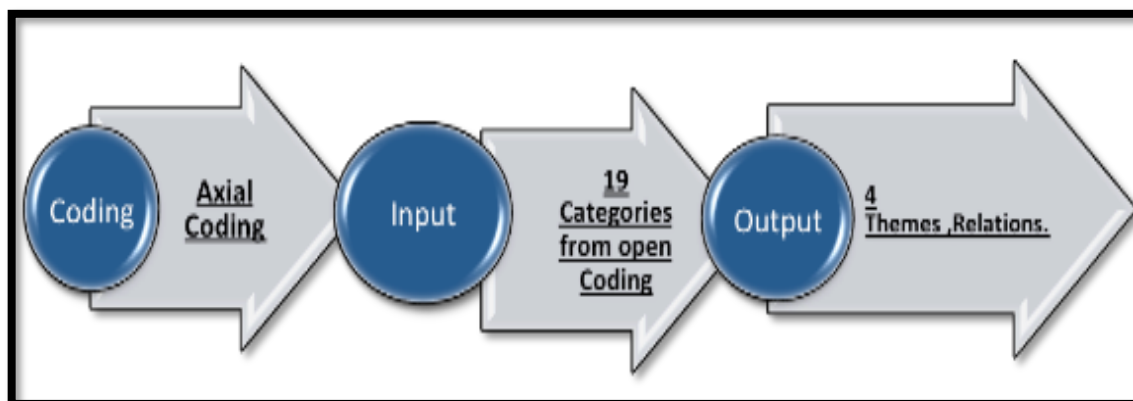 Coding
Axial
Coding
Input
19
Categories
from open
Coding
Output
4
Themes ,Relations.